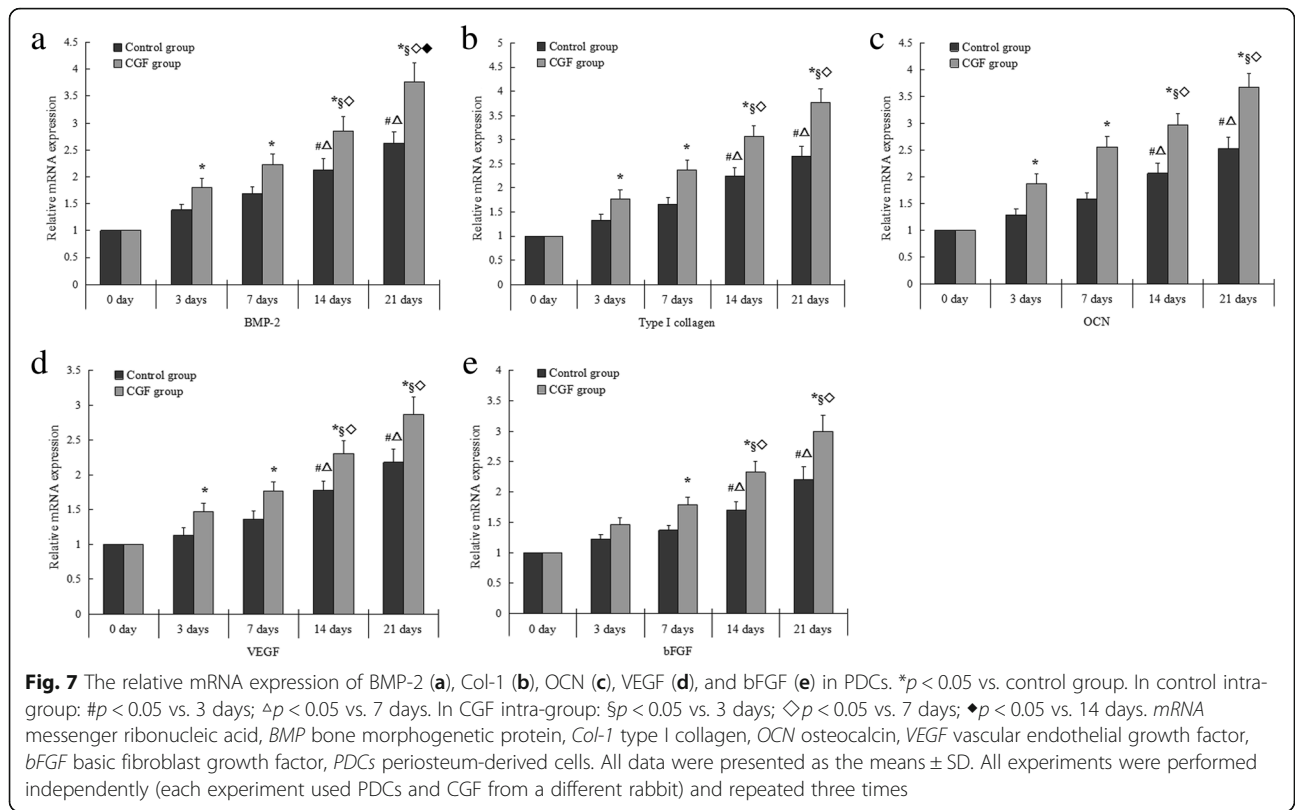 a
Control group
CGF group
Relative mRNA expression
4.5
4
3.5
3
2.5
2
1.5
1
0.5
0
*
*
#△
*§◇
#△
*§◇◆
0 day 3 days 7 days 14 days 21 days
BMP-2
b
Control group
CGF group
Relative mRNA expression
5
4.5
4
3.5
3
2.5
2
1.5
1
0.5
0
*
*
#△
*§◇
#△
*§◇
0 day 3 days 7 days 14 days 21 days
Type I collagen
c
Control group
CGF group
Relative mRNA expression
4.5
4
3.5
3
2.5
2
1.5
1
0.5
0
*
*
#△
*§◇
#△
*§◇
0 day 3 days 7 days 14 days 21 days
OCN
d
Control group
CGF group
Relative mRNA expression
3.5
3
2.5
2
1.5
1
0.5
0
*
*
#△
*§◇
#△
*§◇
0 day 3 days 7 days 14 days 21 days
VEGF
e
Control group
CGF group
Relative mRNA expression
4
3.5
3
2.5
2
1.5
1
0.5
0
*
#△
*§◇
#△
*§◇
0 day 3 days 7 days 14 days 21 days
bFGF
Fig. 7 The relative mRNA expression of BMP-2 (a), Col-1 (b), OCN (c), VEGF (d), and bFGF (e) in PDCs. *p < 0.05 vs. control group. In control intra-
group: #p < 0.05 vs. 3 days; △p < 0.05 vs. 7 days. In CGF intra-group: §p < 0.05 vs. 3 days; ◇p < 0.05 vs. 7 days; ◆p < 0.05 vs. 14 days. mRNA
messenger ribonucleic acid, BMP bone morphogenetic protein, Col-1 type I collagen, OCN osteocalcin, VEGF vascular endothelial growth factor,
bFGF basic fibroblast growth factor, PDCs periosteum-derived cells. All data were presented as the means ± SD. All experiments were performed
independently (each experiment used PDCs and CGF from a different rabbit) and repeated three times